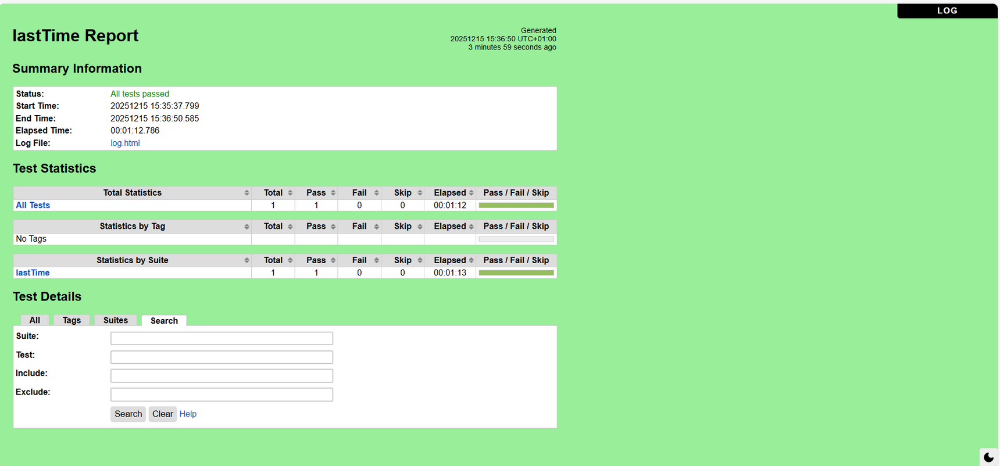 LOG
lastTime Report
Generated
20251215 15:36:50 UTC+01:00
3 minutes 59 seconds ago
Summary Information
Status: All tests passed
Start Time: 20251215 15:35:37.799
End Time: 20251215 15:36:50.585
Elapsed Time: 00:01:12.786
Log File: log.html
Test Statistics
Total Statistics Total Pass Fail Skip Elapsed Pass / Fail / Skip
All Tests 1 1 0 0 00:01:12
Statistics by Tag Total Pass Fail Skip Elapsed Pass / Fail / Skip
No Tags
Statistics by Suite Total Pass Fail Skip Elapsed Pass / Fail / Skip
lastTime 1 1 0 0 00:01:13
Test Details
All Tags Suites Search
Suite:
Test:
Include:
Exclude:
Search Clear Help